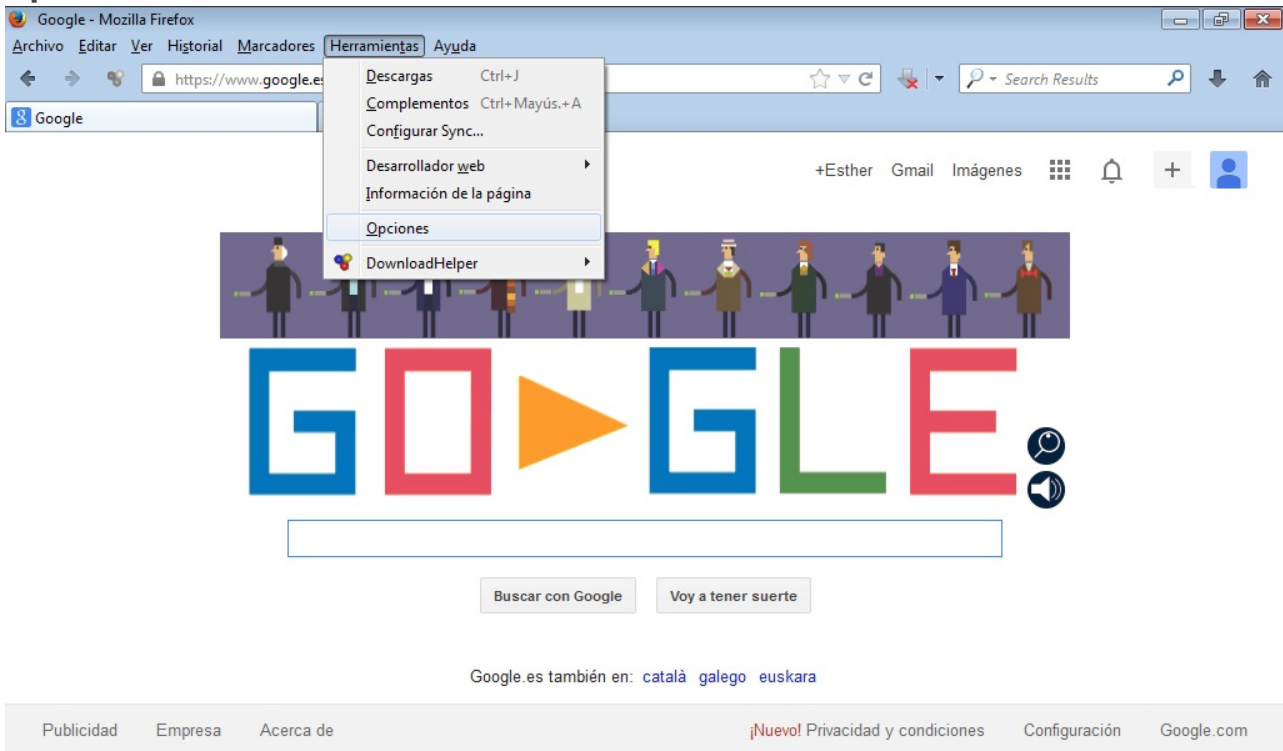 Google - Mozilla Firefox
Archivo Editar Ver Historial Marcadores Herramientas Ayuda
https://www.google.es
Search Results
Google
Descargas Ctrl+J
Complementos Ctrl+Mayús.+A
Configurar Sync...
Desarrollador web
Información de la página
Opciones
DownloadHelper
+Esther Gmail Imágenes
GOGLE
Buscar con Google Voy a tener suerte
Google.es también en: català galego euskara
Publicidad Empresa Acerca de ¡Nuevo! Privacidad y condiciones Configuración Google.com